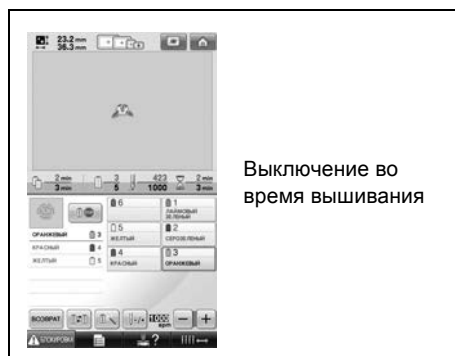 23.2 mm
36.3 mm
2 min
3 min
3
5
423
1000
2 min
3 min
6
1
ЛАЙМОВЫЙ
ЗЕЛЕНЫЙ
5
ЖЕЛТЫЙ
2
СЕРОЗЕЛЕНЫЙ
ОРАНЖЕВЫЙ 3
КРАСНЫЙ 4
ЖЕЛТЫЙ 5
4
КРАСНЫЙ
3
ОРАНЖЕВЫЙ
ВОЗВРАТ
1000
spm
БЛОКИРОВКА
Выключение во
время вышивания